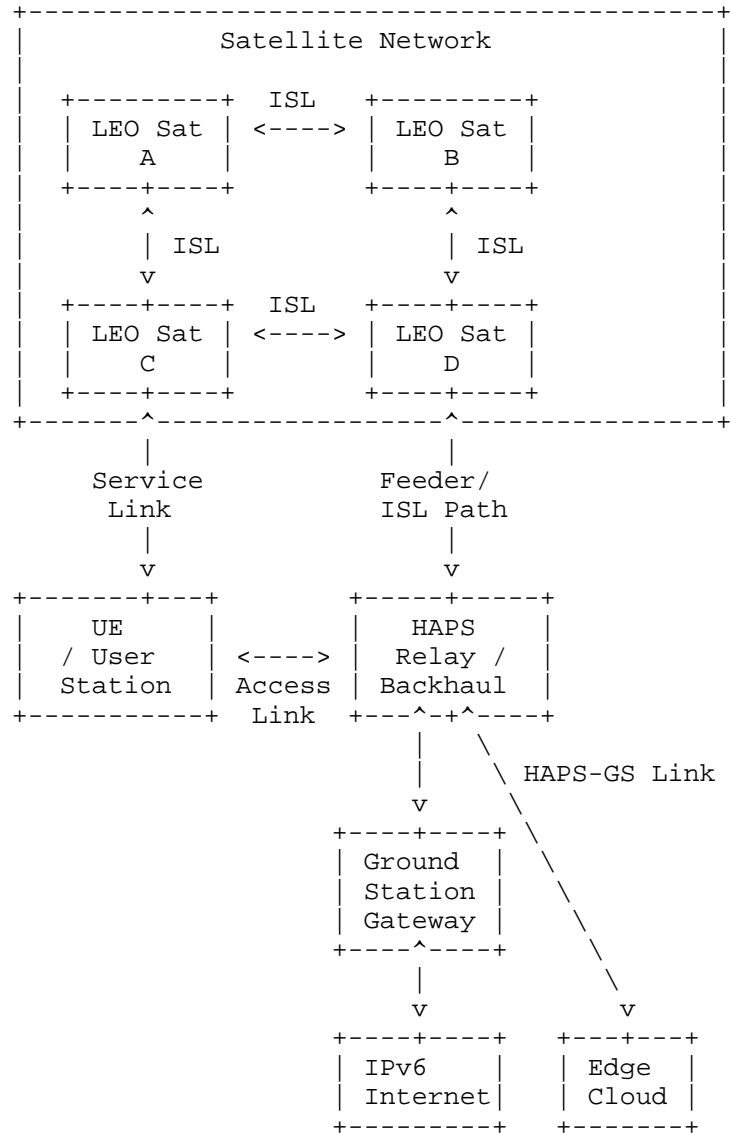 Satellite Network
ISL
LEO Sat <----> LEO Sat
A B
ISL ISL
ISL
LEO Sat <----> LEO Sat
C D
Service Feeder/
Link ISL Path
UE HAPS
/ User <----> Relay /
Station Access Backhaul
Link
HAPS-GS Link
Ground
Station
Gateway
IPv6 Edge
Internet Cloud